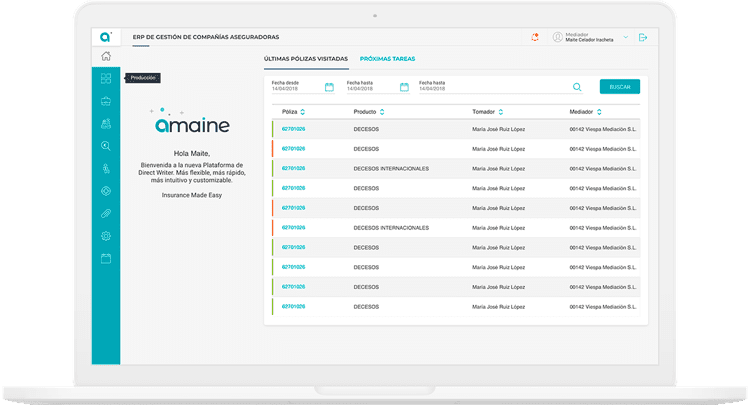 a
ERP DE GESTIÓN DE COMPAÑÍAS ASEGURADORAS
Mediador
Maite Celador Iracheta
Producción
amaine
Hola Maite,
Bienvenida a la nueva Plataforma de
Direct Writer. Más flexible, más rápido,
más intuitivo y customizable.
Insurance Made Easy
ÚLTIMAS PÓLIZAS VISITADAS PRÓXIMAS TAREAS
Fecha desde Fecha hasta Fecha hasta
14/04/2018 14/04/2018 14/04/2018
BUSCAR
Póliza Producto Tomador Mediador
62701026 DECESOS María José Ruiz López 00142 Viespa Mediación S.L.
62701026 DECESOS María José Ruiz López 00142 Viespa Mediación S.L.
62701026 DECESOS INTERNACIONALES María José Ruiz López 00142 Viespa Mediación S.L.
62701026 DECESOS María José Ruiz López 00142 Viespa Mediación S.L.
62701026 DECESOS María José Ruiz López 00142 Viespa Mediación S.L.
62701026 DECESOS INTERNACIONALES María José Ruiz López 00142 Viespa Mediación S.L.
62701026 DECESOS María José Ruiz López 00142 Viespa Mediación S.L.
62701026 DECESOS María José Ruiz López 00142 Viespa Mediación S.L.
62701026 DECESOS María José Ruiz López 00142 Viespa Mediación S.L.
62701026 DECESOS María José Ruiz López 00142 Viespa Mediación S.L.